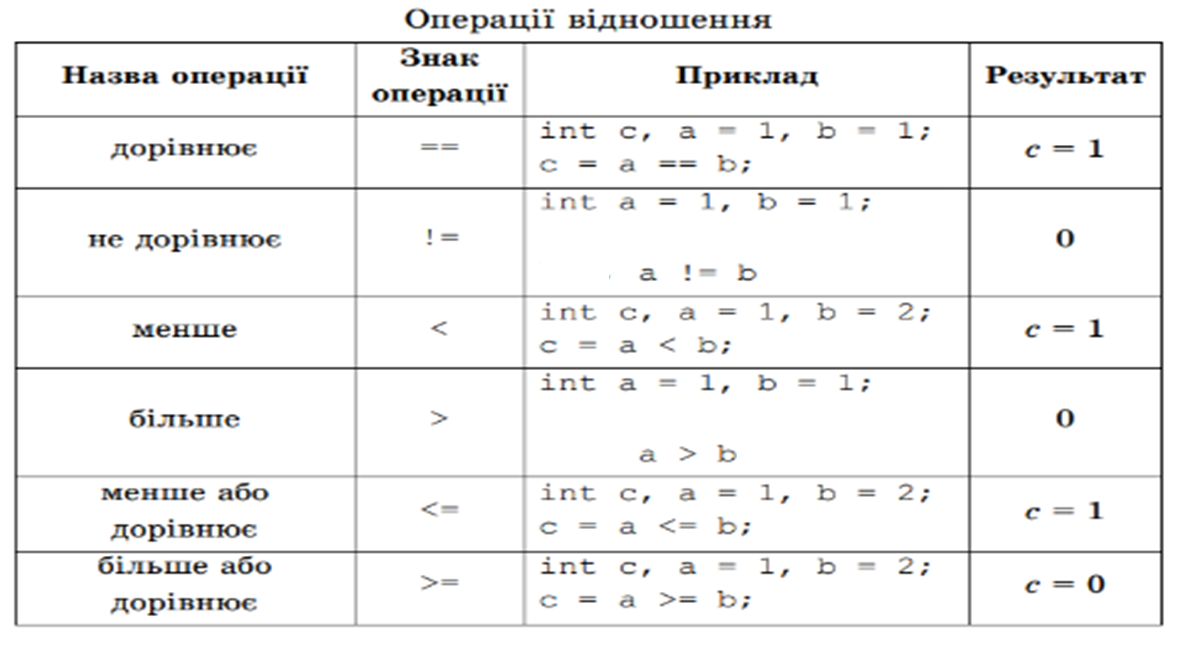 Операції відношення
Назва операції
Знак
операції
Приклад
Результат
дорівнює
==
int c, a = 1, b = 1;
c = a == b;
c = 1
не дорівнює
!=
int a = 1, b = 1;
a != b
0
менше
<
int c, a = 1, b = 2;
c = a < b;
c = 1
більше
>
int a = 1, b = 1;
a > b
0
менше або
дорівнює
<=
int c, a = 1, b = 2;
c = a <= b;
c = 1
більше або
дорівнює
>=
int c, a = 1, b = 2;
c = a >= b;
c = 0